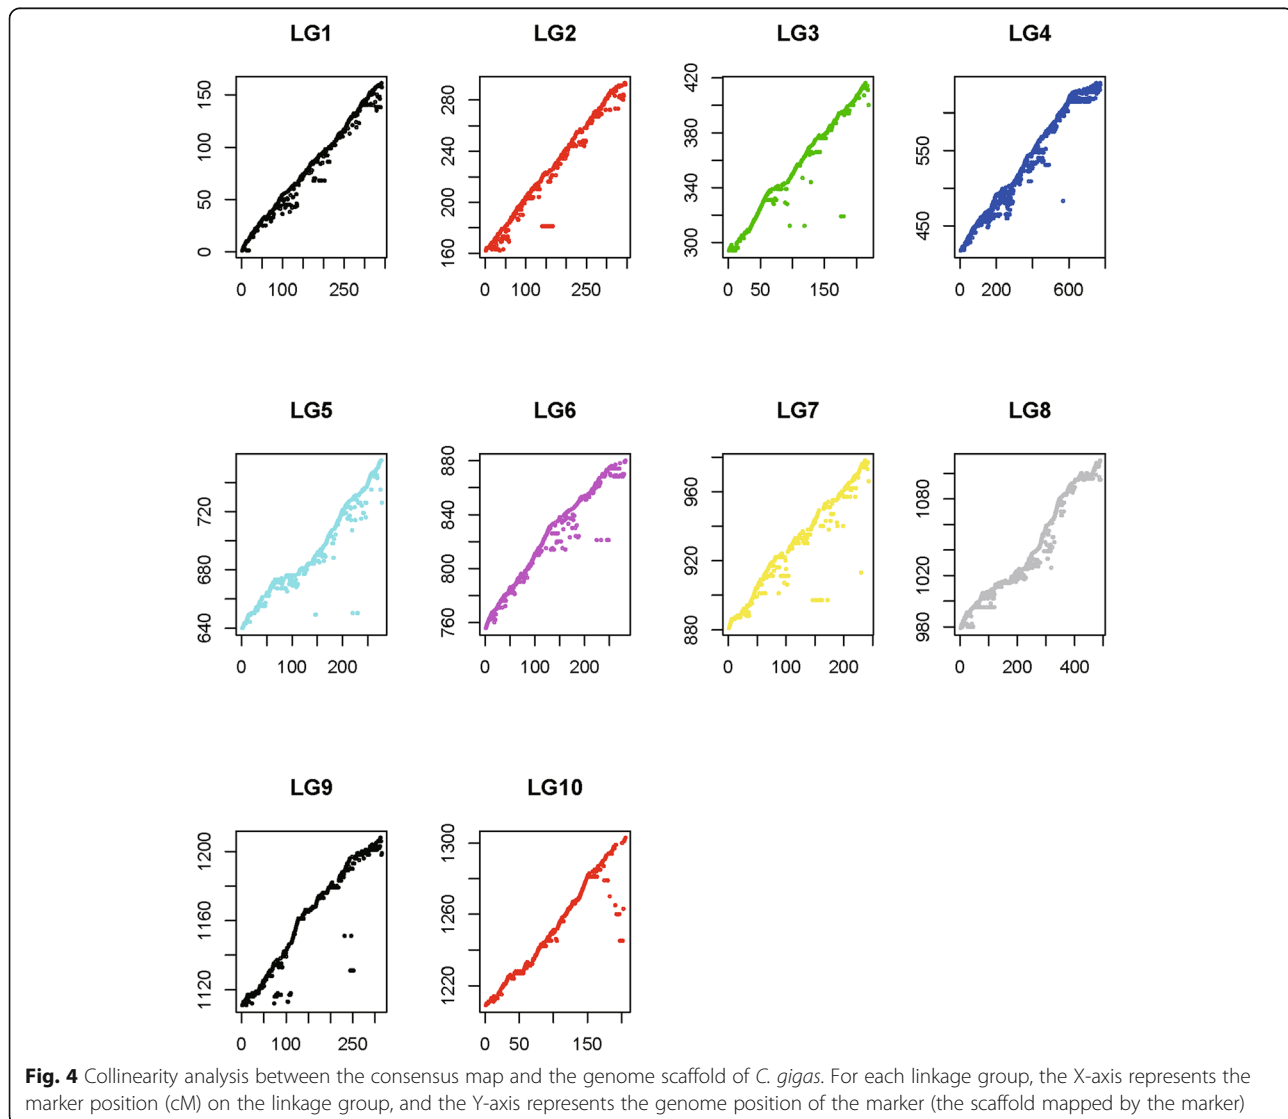 LG1 LG2 LG3 LG4
0 50 100 150
0 100 250
160 200 240 280
0 100 250
300 340 380 420
0 50 150
450 550
0 200 600
LG5 LG6 LG7 LG8
640 680 720
0 100 200
760 800 840 880
0 100 200
880 920 960
0 100 200
980 1020 1080
0 200 400
LG9 LG10
1120 1160 1200
0 100 250
1220 1260 1300
0 50 150
Fig. 4 Collinearity analysis between the consensus map and the genome scaffold of C. gigas. For each linkage group, the X-axis represents the
marker position (cM) on the linkage group, and the Y-axis represents the genome position of the marker (the scaffold mapped by the marker)